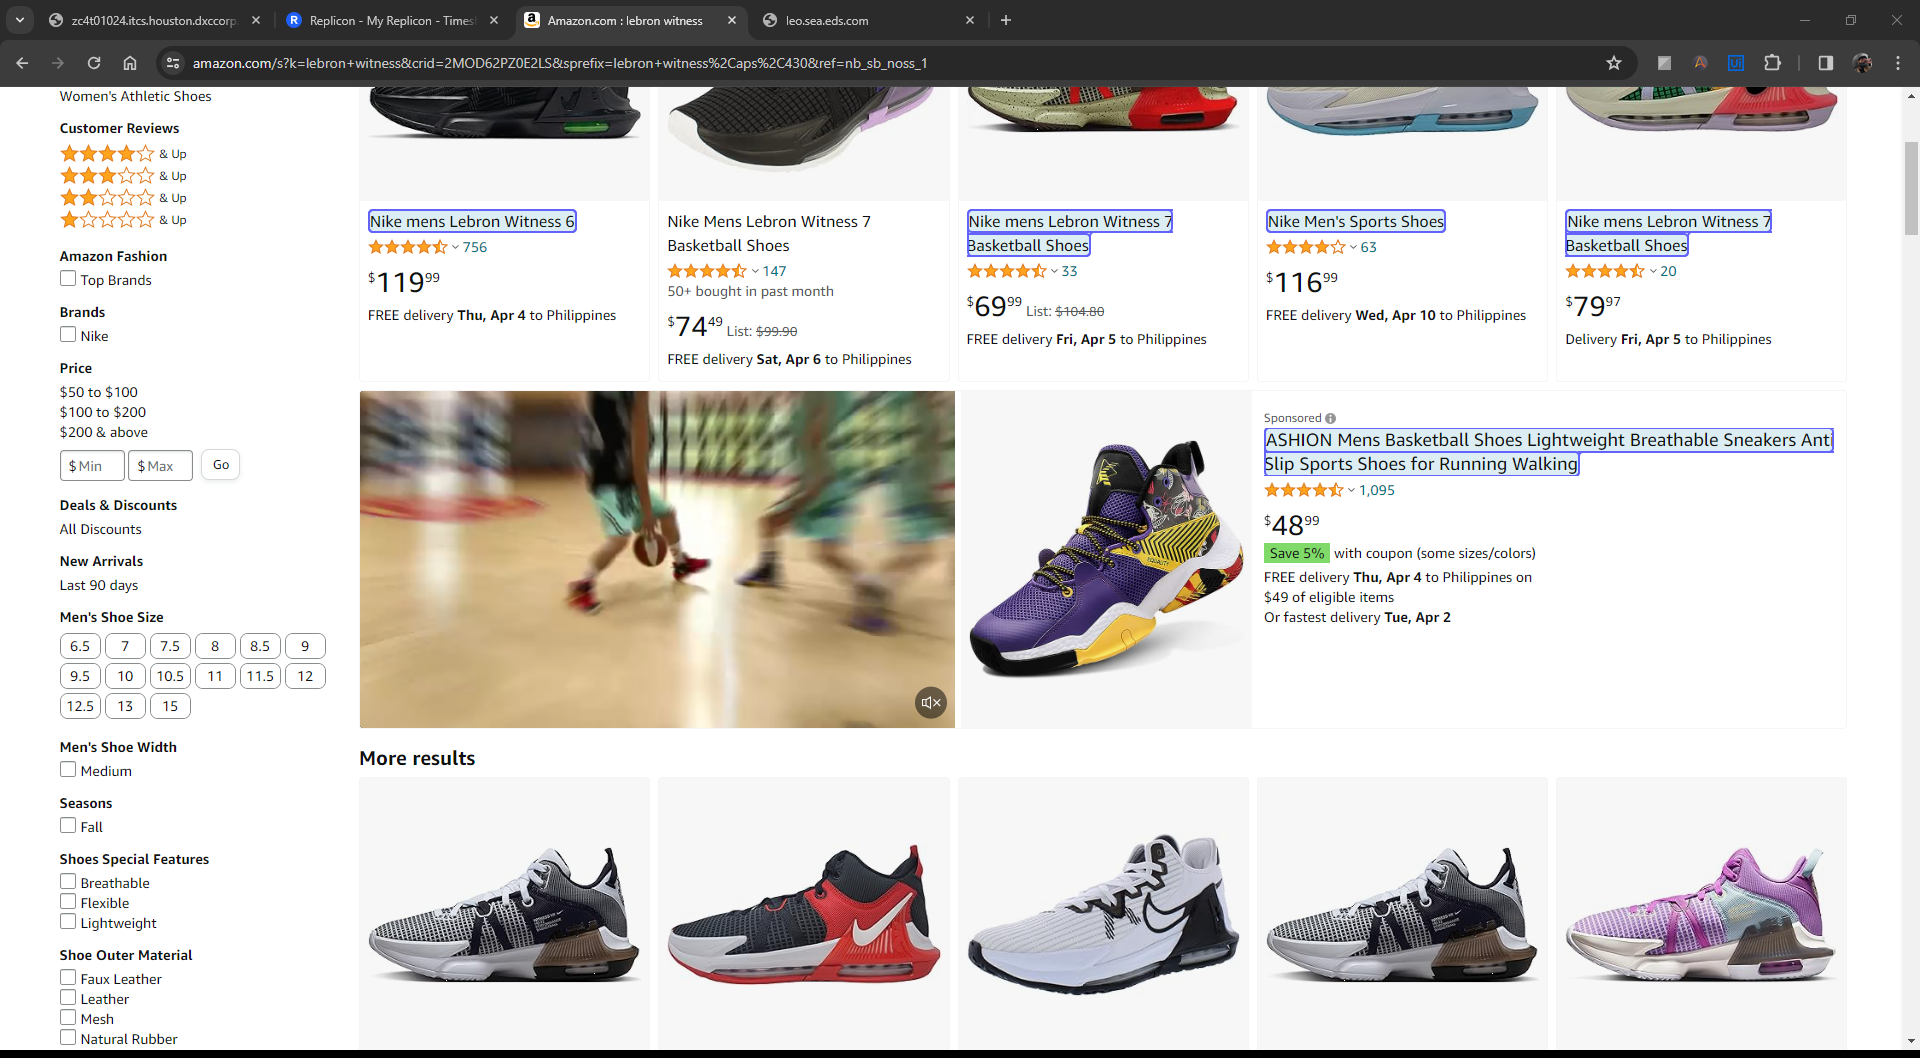 zc4t01024.itcs.houston.dxccorp
Replicon - My Replicon - Times
Amazon.com : lebron witness
leo.sea.eds.com
amazon.com/s?k=lebron+witness&crid=2MOD62PZ0E2LS&sprefix=lebron+witness%2Caps%2C430&ref=nb_sb_noss_1
Women's Athletic Shoes
Customer Reviews
& Up
& Up
& Up
& Up
Amazon Fashion
Top Brands
Brands
Nike
Price
$50 to $100
$100 to $200
$200 & above
$ Min
$ Max
Go
Deals & Discounts
All Discounts
New Arrivals
Last 90 days
Men's Shoe Size
6.5 7 7.5 8 8.5 9
9.5 10 10.5 11 11.5 12
12.5 13 15
Men's Shoe Width
Medium
Seasons
Fall
Shoes Special Features
Breathable
Flexible
Lightweight
Shoe Outer Material
Faux Leather
Leather
Mesh
Natural Rubber
Nike mens Lebron Witness 6
756
$119 99
FREE delivery Thu, Apr 4 to Philippines
Nike Mens Lebron Witness 7
Basketball Shoes
147
50+ bought in past month
$74 49 List: $99.90
FREE delivery Sat, Apr 6 to Philippines
Nike mens Lebron Witness 7
Basketball Shoes
33
$69 99 List: $104.80
FREE delivery Fri, Apr 5 to Philippines
Nike Men's Sports Shoes
63
$116 99
FREE delivery Wed, Apr 10 to Philippines
Nike mens Lebron Witness 7
Basketball Shoes
20
$79 97
Delivery Fri, Apr 5 to Philippines
Sponsored
ASHION Mens Basketball Shoes Lightweight Breathable Sneakers Anti
Slip Sports Shoes for Running Walking
1,095
$48 99
Save 5% with coupon (some sizes/colors)
FREE delivery Thu, Apr 4 to Philippines on
$49 of eligible items
Or fastest delivery Tue, Apr 2
More results